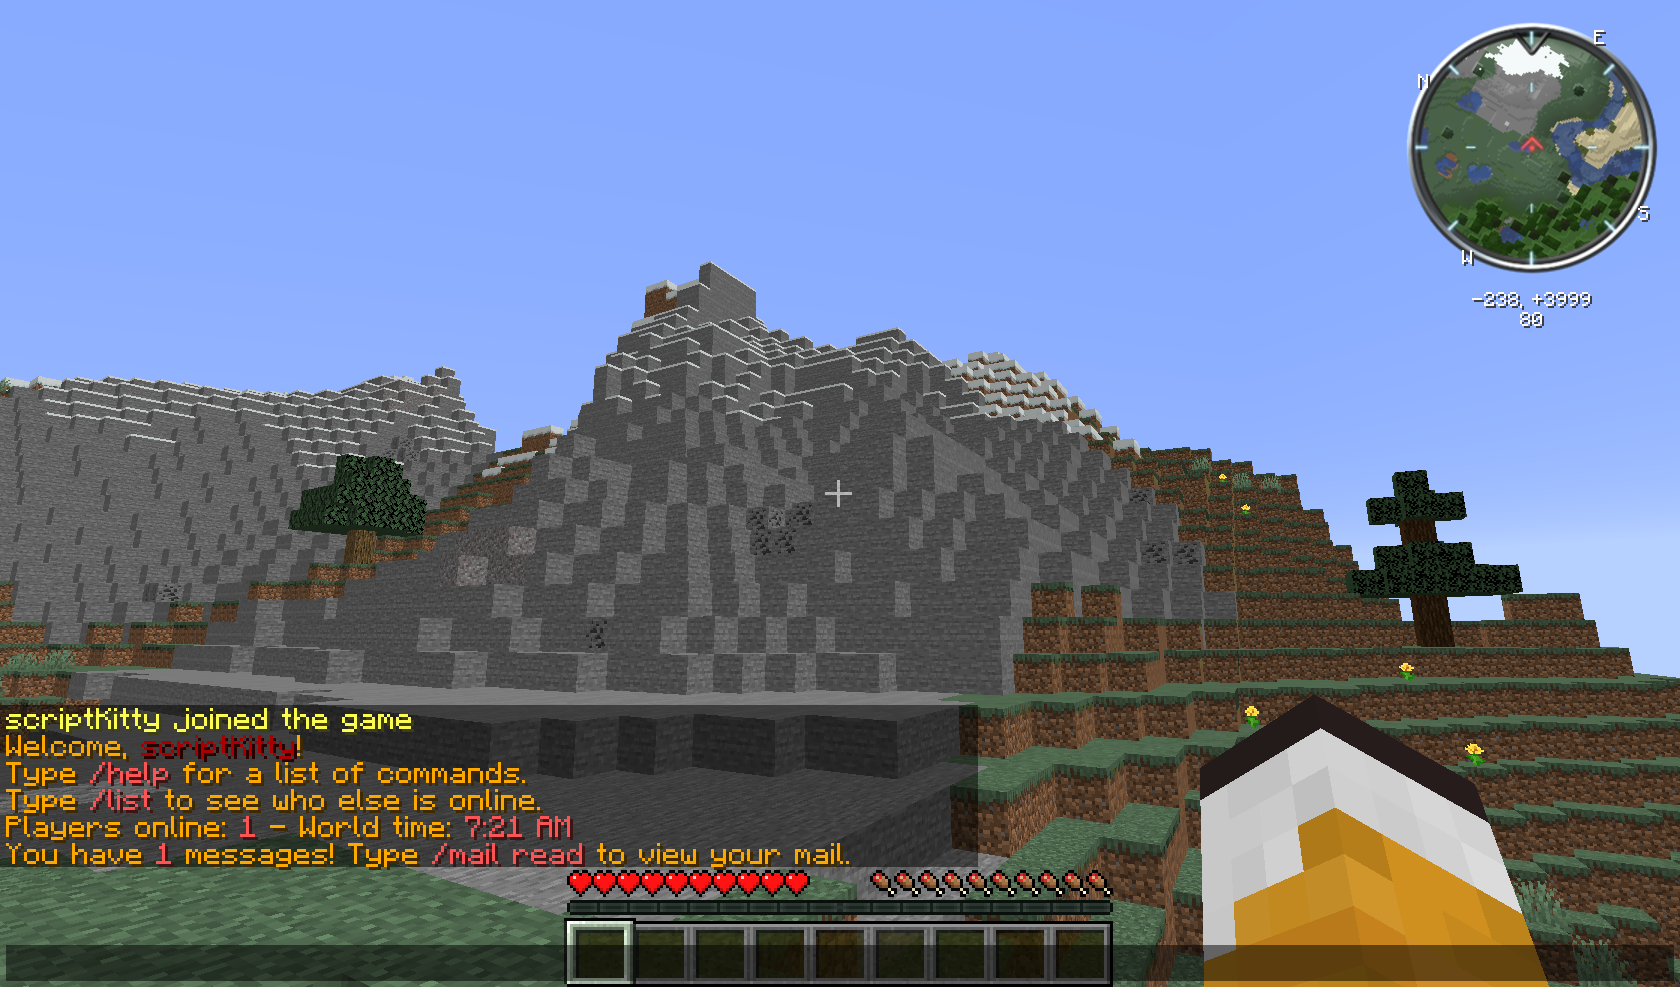 E
N
S
W
-238, +3999
80
scriptKitty joined the game
Welcome, scriptKitty!
Type /help for a list of commands.
Type /list to see who else is online.
Players online: 1 - World time: 7:21 AM
You have 1 messages! Type /mail read to view your mail.